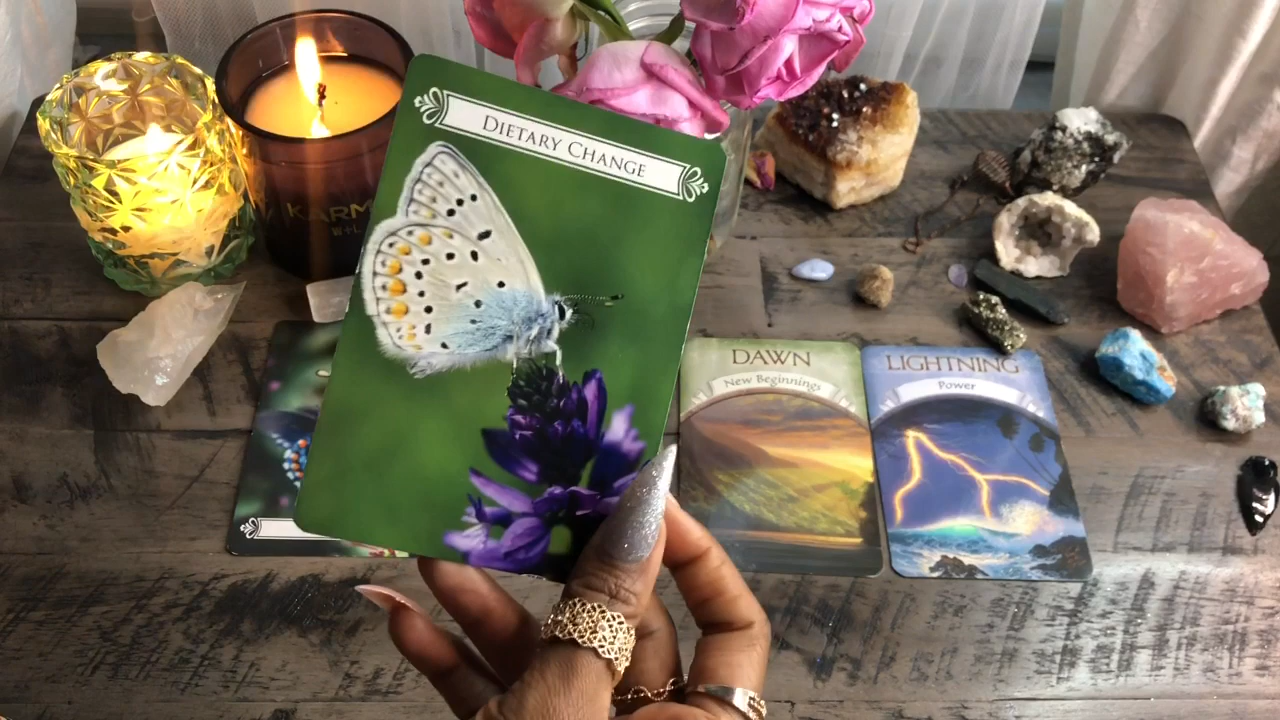 DIETARY CHANGE
KARM
W+L
DAWN
New Beginnings
LIGHTNING
Power